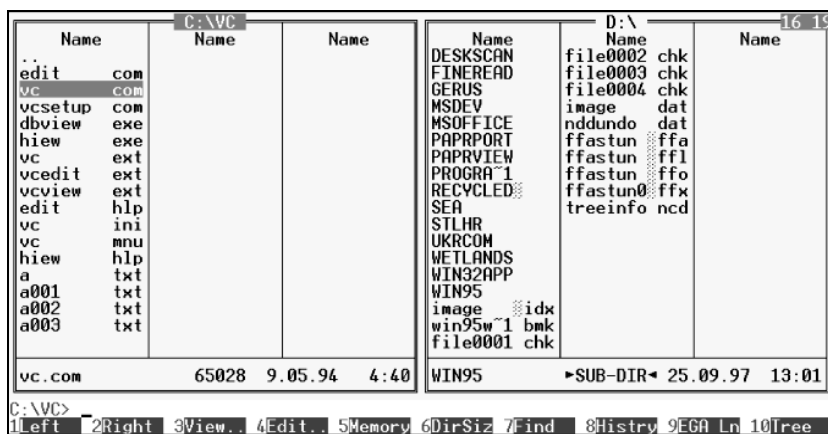 C:\VC
Name Name Name
..
edit com
vc com
vcsetup com
dbview exe
hiew exe
vc ext
vcedit ext
vcview ext
edit hlp
vc ini
vc mnu
hiew hlp
a txt
a001 txt
a002 txt
a003 txt
vc.com 65028 9.05.94 4:40
D:\ 16 19
Name Name Name
DESKSCAN
FINEREAD
GERUS
MSDEV
MSOFFICE
PAPRPORT
PAPRVIEW
PROGRA~1
RECYCLED░
SEA
STLHR
UKRCOM
WETLANDS
WIN32APP
WIN95
image ░idx
win95w~1 bmk
file0001 chk
file0002 chk
file0003 chk
file0004 chk
image dat
nddundo dat
ffastun ░ffa
ffastun ░ffl
ffastun ░ffo
ffastun0░ffx
treeinfo ncd
WIN95 ►SUB-DIR◄ 25.09.97 13:01
C:\VC> _
1Left 2Right 3View.. 4Edit.. 5Memory 6DirSiz 7Find 8Histry 9EGA Ln 10Tree